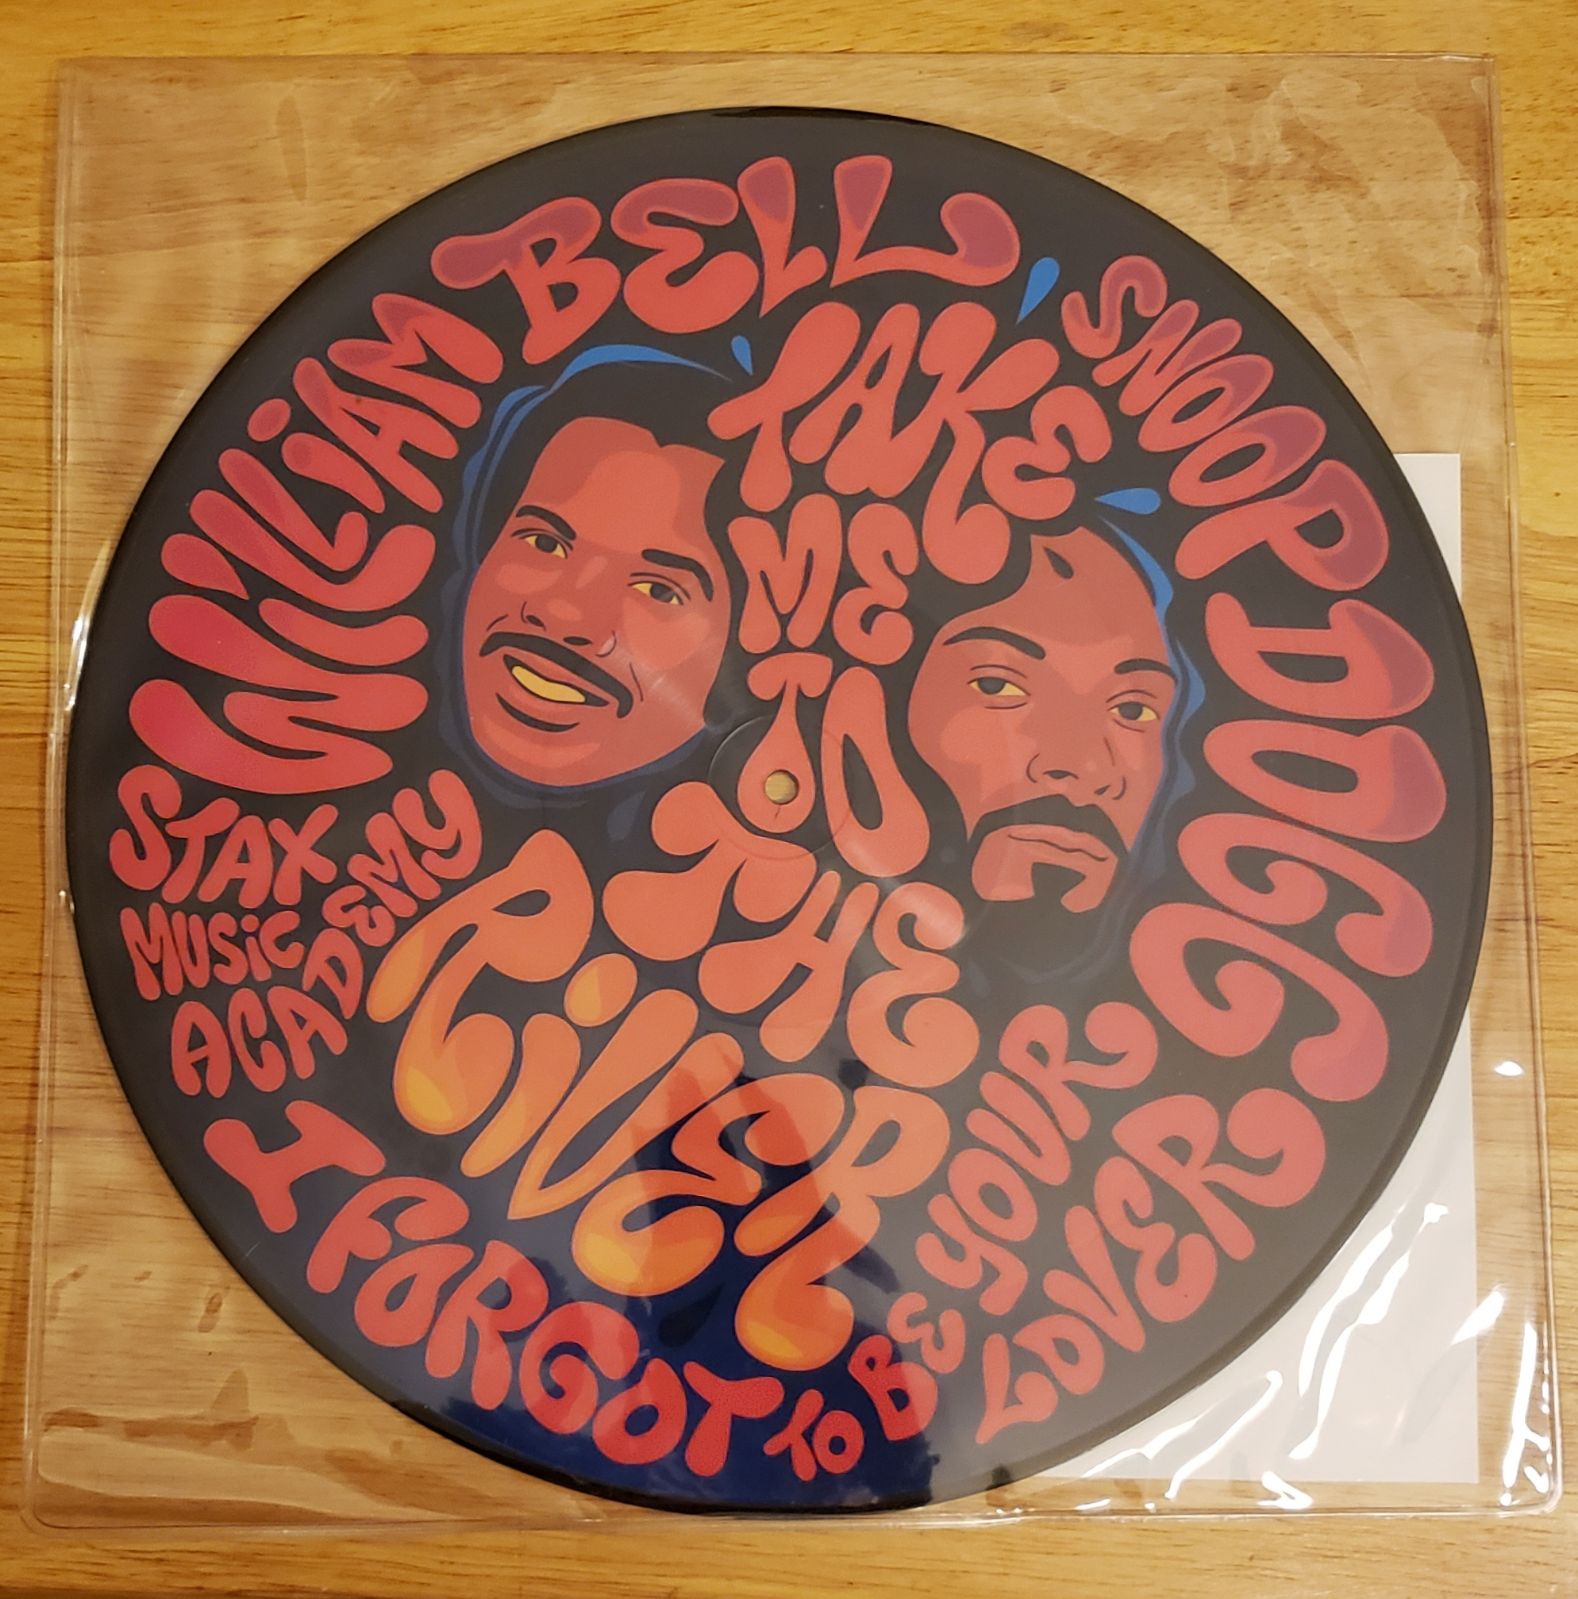 WiLLiAM BELL
SNOOP DOGG
TAKE
ME
TO
THE
RiVER
STAX
MUSiC
ACADEMY
I FORGOT TO BE YOUR
LOVER